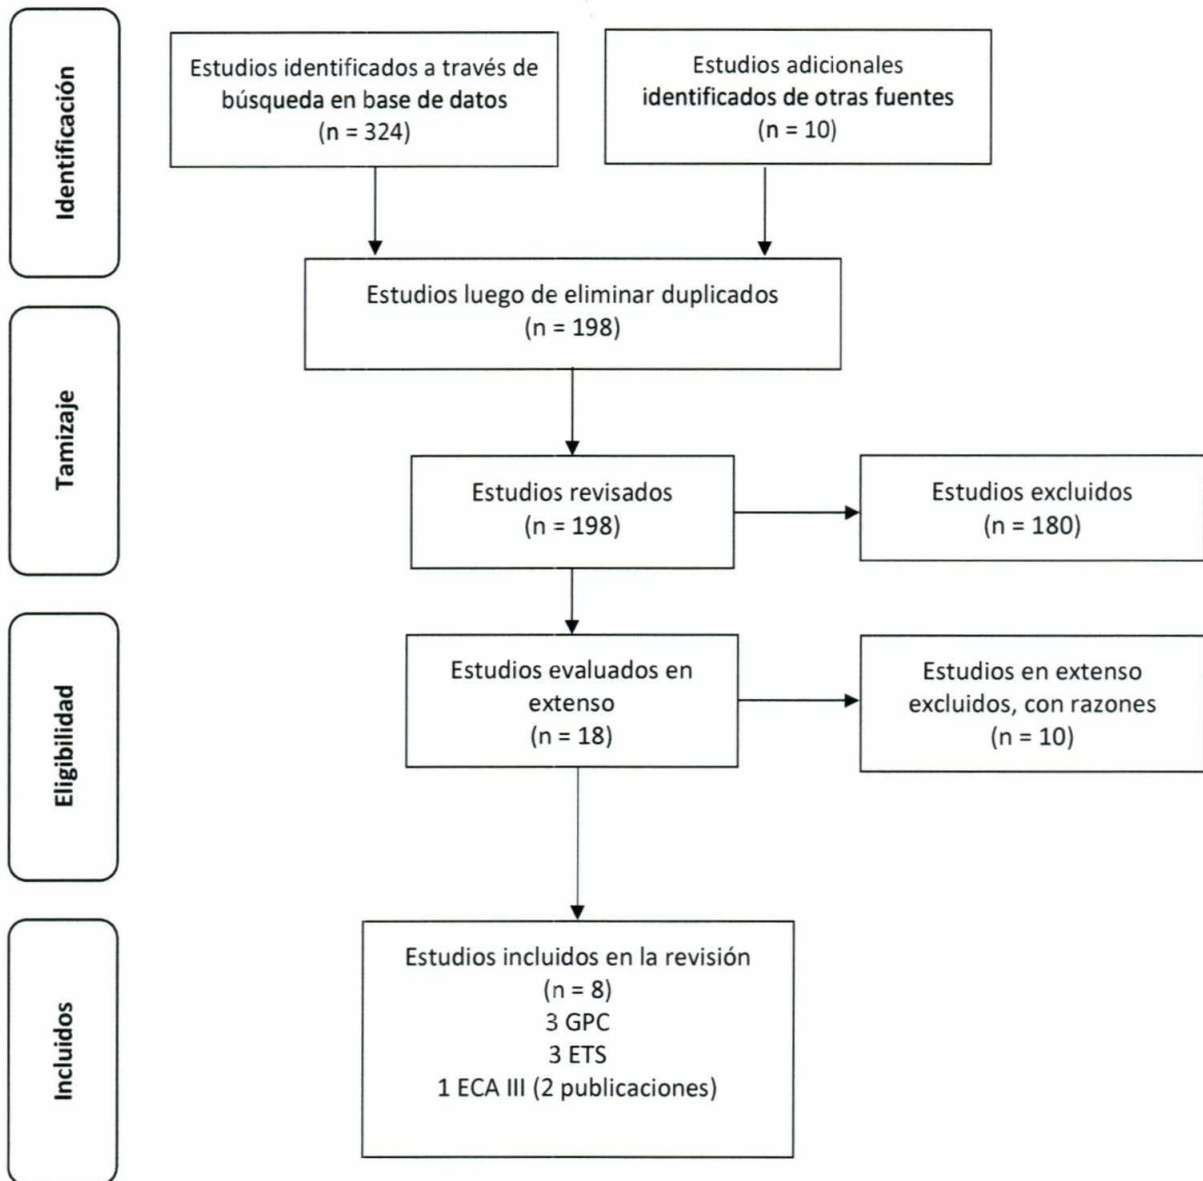 Identificación
Estudios identificados a través de
búsqueda en base de datos
(n = 324)
Estudios adicionales
identificados de otras fuentes
(n = 10)
Estudios luego de eliminar duplicados
(n = 198)
Tamizaje
Estudios revisados
(n = 198)
Estudios excluidos
(n = 180)
Eligibilidad
Estudios evaluados en
extenso
(n = 18)
Estudios en extenso
excluidos, con razones
(n = 10)
Incluidos
Estudios incluidos en la revisión
(n = 8)
3 GPC
3 ETS
1 ECA III (2 publicaciones)